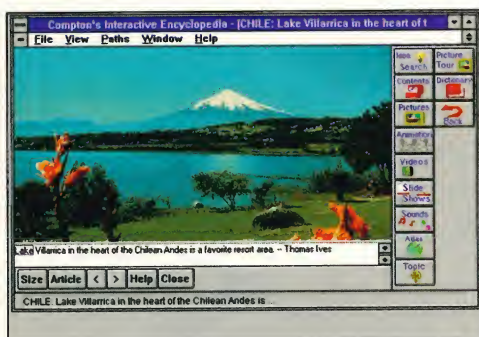 Compton's Interactive Encyclopedia - [CHILE: Lake Villarrica in the heart of t
File View Paths Window Help
Idea Search
Picture Tour
Contents
Dictionary
Pictures
Back
Animation
Videos
Slide Shows
Sounds
Atlas
Topic
Lake Villarrica in the heart of the Chilean Andes is a favorite resort area. -- Thomas Ives
Size Article < > Help Close
CHILE: Lake Villarrica in the heart of the Chilean Andes is ...